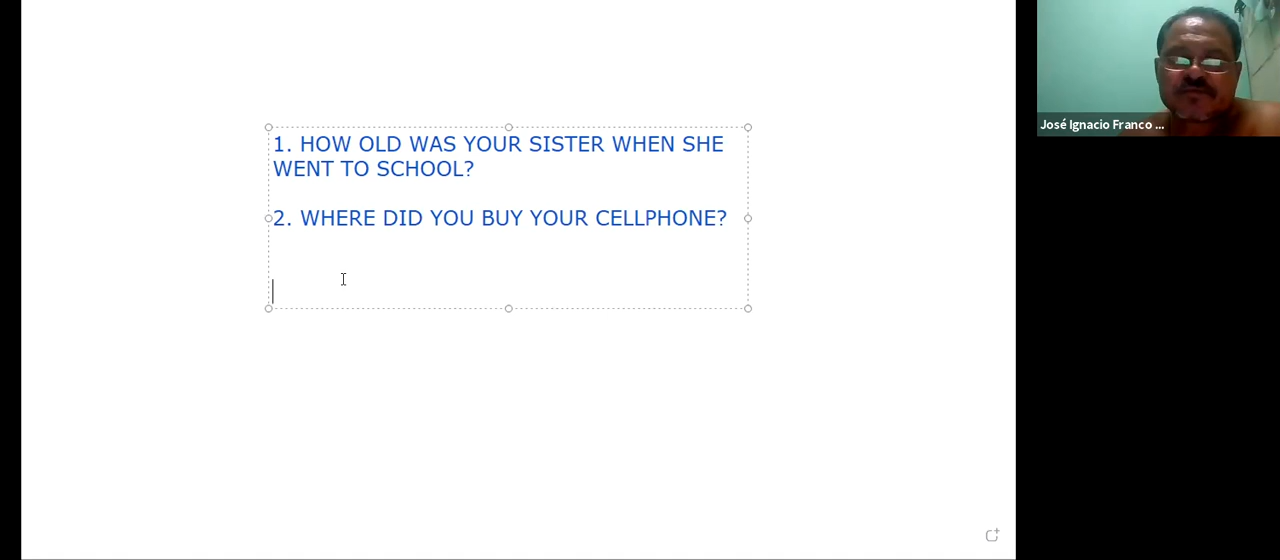 1. HOW OLD WAS YOUR SISTER WHEN SHE
WENT TO SCHOOL?
2. WHERE DID YOU BUY YOUR CELLPHONE?
José Ignacio Franco ...